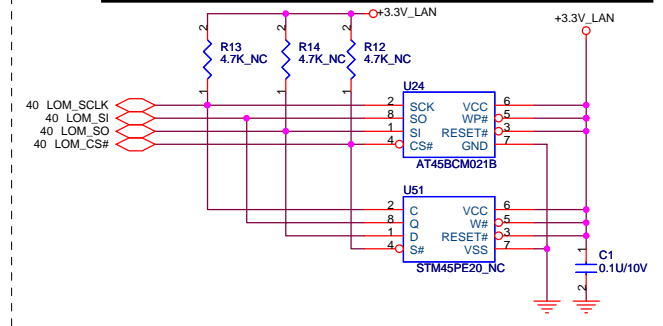 +3.3V_LAN
+3.3V_LAN
2 2 2
R13 R14 R12
4.7K_NC 4.7K_NC 4.7K_NC
1 1 1
U24
40 LOM_SCLK 2 SCK VCC 6
40 LOM_SI 8 SO WP# 5
40 LOM_SO 1 SI RESET# 3
40 LOM_CS# 4 CS# GND 7
AT45BCM021B
U51
2 C VCC 6
8 Q W# 5
1 D RESET# 3
4 S# VSS 7
STM45PE20_NC
1
C1
0.1U/10V
2